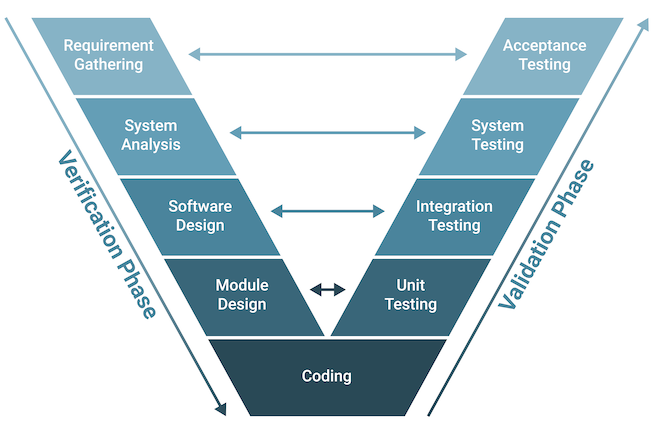 Requirement
Gathering
Acceptance
Testing
System
Analysis
System
Testing
Software
Design
Integration
Testing
Module
Design
Unit
Testing
Coding
Verification Phase
Validation Phase